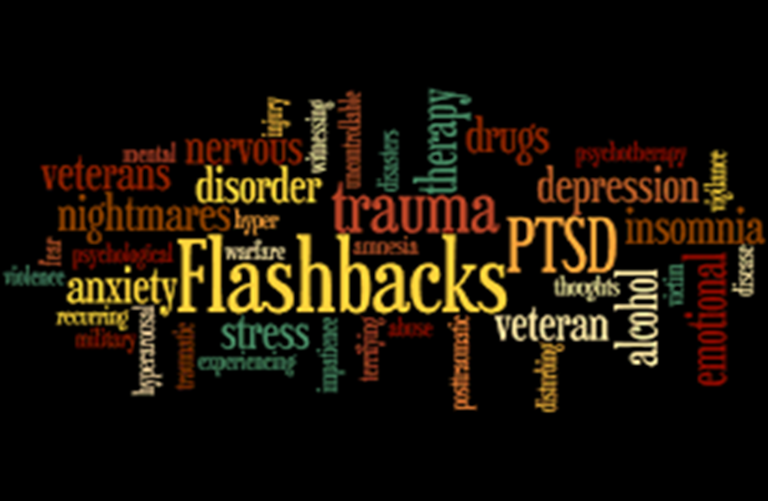 injury
witnessing
uncontrollable
disasters
therapy
drugs
mental
nervous
psychotherapy
vigilance
veterans
disorder
depression
nightmares
hyper
trauma
PTSD
insomnia
fear
psychological
warfare
amnesia
disease
violence
anxiety
Flashbacks
thoughts
alcohol
victim
emotional
recurring
military
hyperarousal
traumatic
stress
experiencing
impatience
terrifying
abuse
posttraumatic
veteran
disturbing